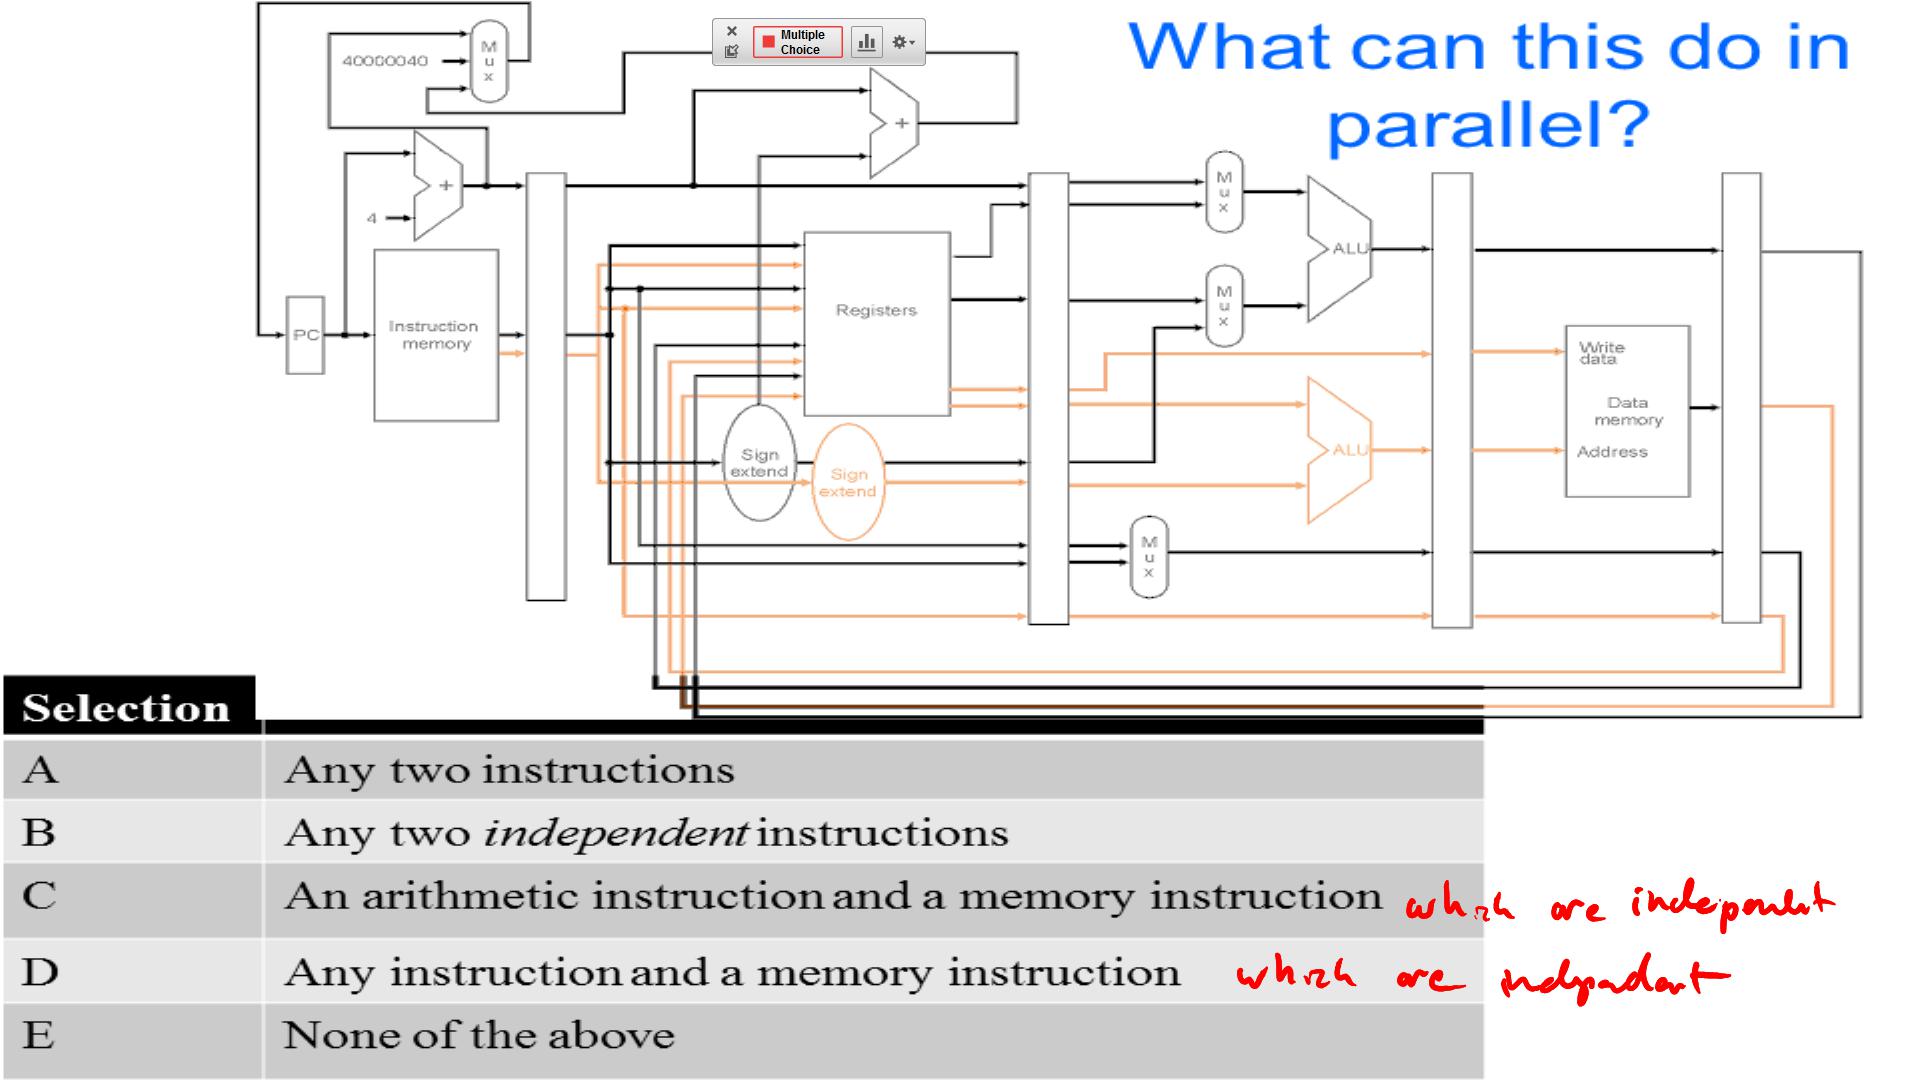 What can this do in
parallel?
Multiple
Choice
40000040
M
u
x
+
+
4
PC
Instruction
memory
Registers
Sign
extend
Sign
extend
M
u
x
M
u
x
M
u
x
ALU
ALU
Write
data
Data
memory
Address
Selection
A Any two instructions
B Any two independent instructions
C An arithmetic instruction and a memory instruction which are independent
D Any instruction and a memory instruction which are independent
E None of the above